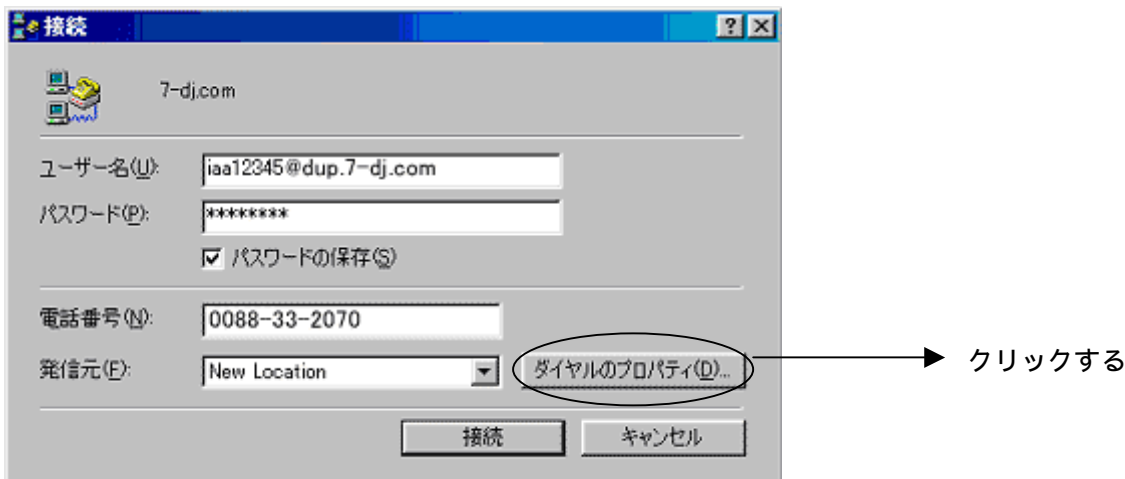 接続
7-dj.com
ユーザー名(U):
iaa12345@dup.7-dj.com
パスワード(P):
********
パスワードの保存(S)
電話番号(N):
0088-33-2070
発信元(F):
New Location
ダイヤルのプロパティ(D)...
クリックする
接続
キャンセル